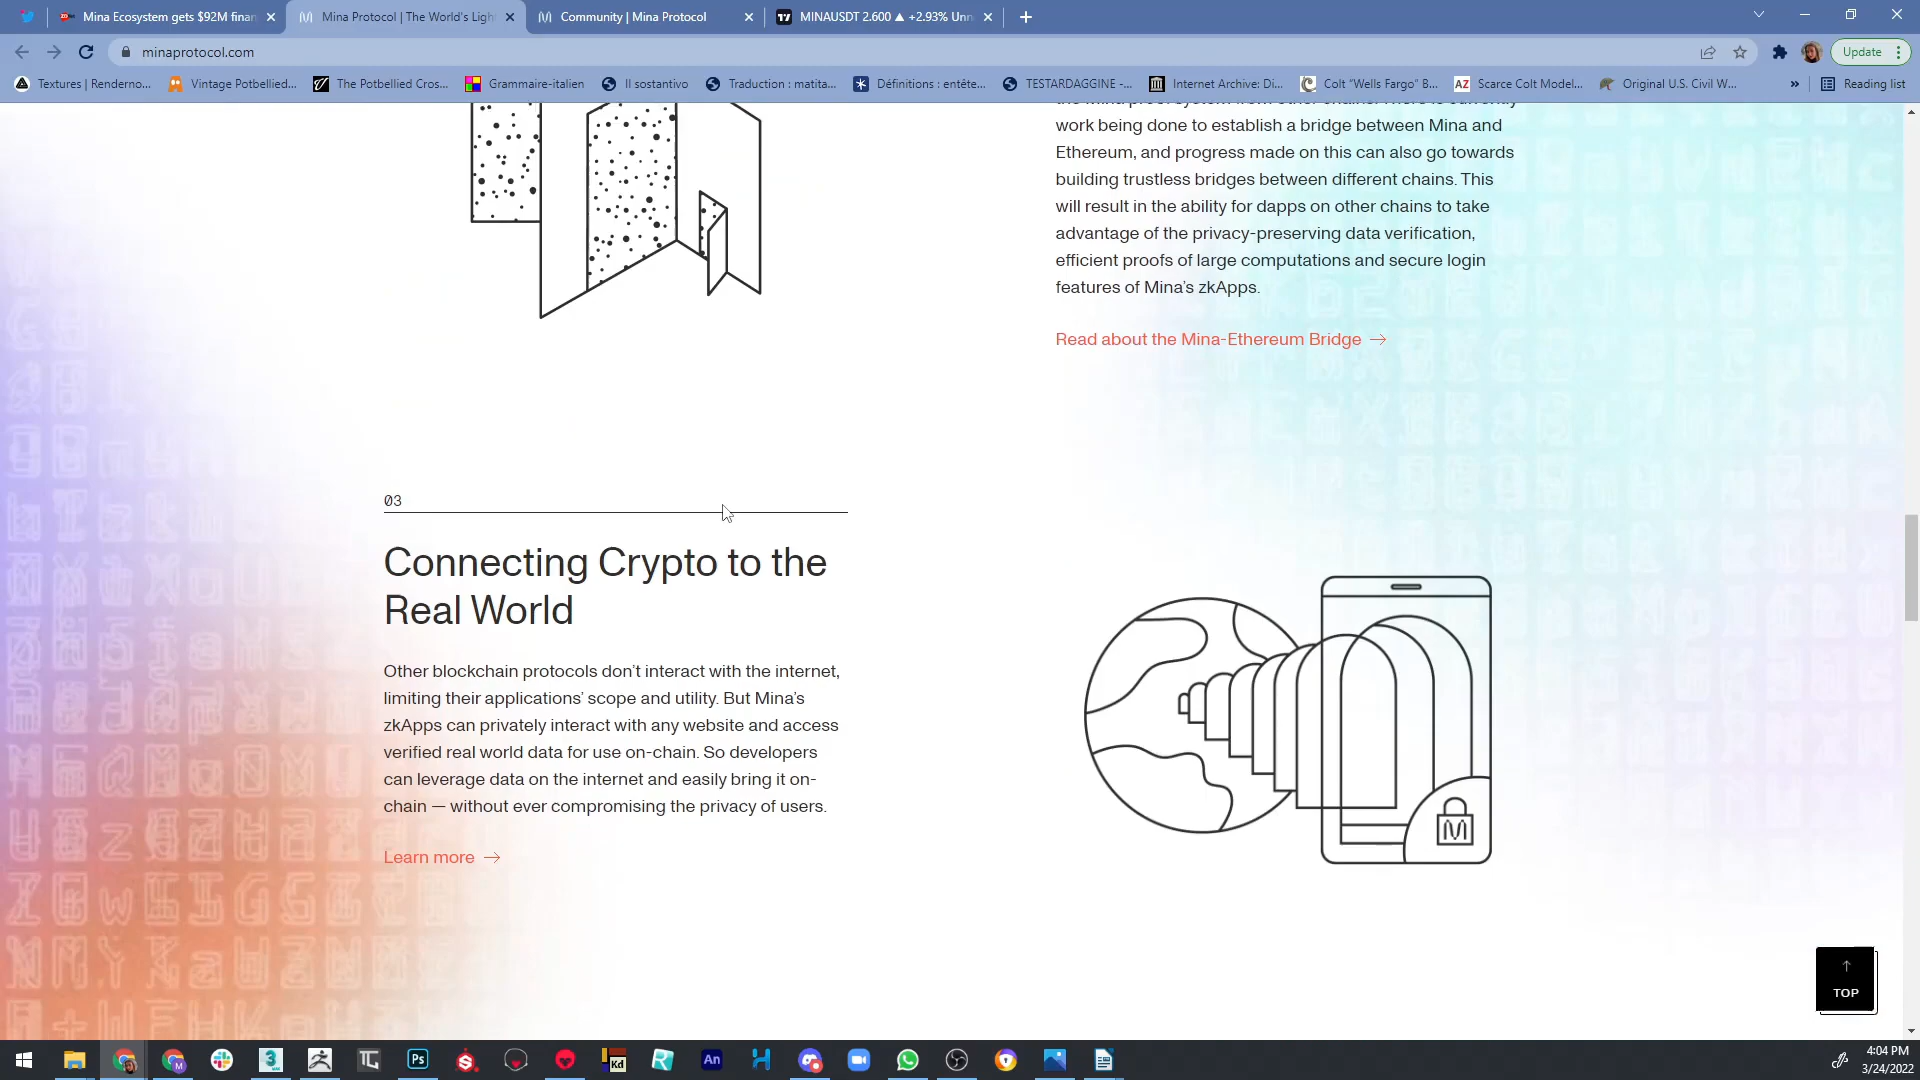 Mina Ecosystem gets $92M finan
Mina Protocol | The World's Ligh
Community | Mina Protocol
MINAUSDT 2.600 ▲ +2.93% Unn
minaprotocol.com
Update
Textures | Renderno...
Vintage Potbellied...
The Potbellied Cros...
Grammaire-italien
Il sostantivo
Traduction : matita...
Définitions : entête...
TESTARDAGGINE -...
Internet Archive: Di...
Colt "Wells Fargo" B...
Scarce Colt Model...
Original U.S. Civil W...
»
Reading list
work being done to establish a bridge between Mina and
Ethereum, and progress made on this can also go towards
building trustless bridges between different chains. This
will result in the ability for dapps on other chains to take
advantage of the privacy-preserving data verification,
efficient proofs of large computations and secure login
features of Mina's zkApps.
Read about the Mina-Ethereum Bridge →
03
Connecting Crypto to the
Real World
Other blockchain protocols don't interact with the internet,
limiting their applications' scope and utility. But Mina's
zkApps can privately interact with any website and access
verified real world data for use on-chain. So developers
can leverage data on the internet and easily bring it on-
chain — without ever compromising the privacy of users.
Learn more →
↑
TOP
4:04 PM
3/24/2022